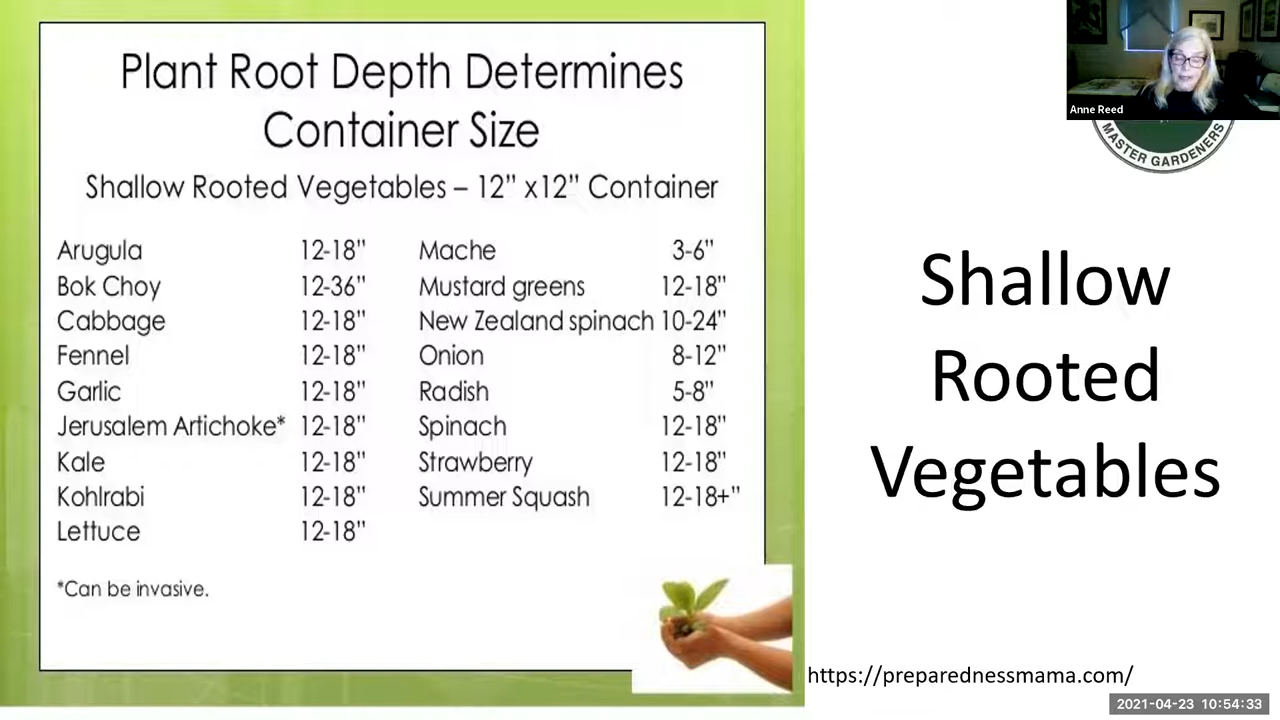 Plant Root Depth Determines
Container Size
Shallow Rooted Vegetables – 12” x12” Container
Arugula 12-18” Mache 3-6”
Bok Choy 12-36” Mustard greens 12-18”
Cabbage 12-18” New Zealand spinach 10-24”
Fennel 12-18” Onion 8-12”
Garlic 12-18” Radish 5-8”
Jerusalem Artichoke* 12-18” Spinach 12-18”
Kale 12-18” Strawberry 12-18”
Kohlrabi 12-18” Summer Squash 12-18+”
Lettuce 12-18”
*Can be invasive.
Anne Reed
MASTER GARDENERS
Shallow
Rooted
Vegetables
https://preparednessmama.com/
2021-04-23 10:54:33